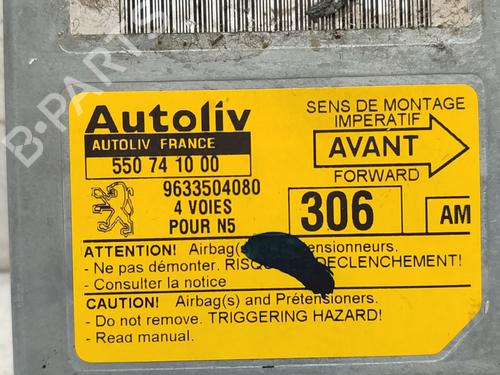 Autoliv
AUTOLIV FRANCE
550 74 10 00
9633504080
4 VOIES
POUR N5
SENS DE MONTAGE
IMPERATIF
AVANT
FORWARD
306
AM
ATTENTION! Airbag(s)
- Ne pas démonter. DECLENCHEMENT!
- Consulter la notice
CAUTION! Airbag(s) and Prétensioners.
- Do not remove. TRIGGERING HAZARD!
- Read manual.
B-PARTS